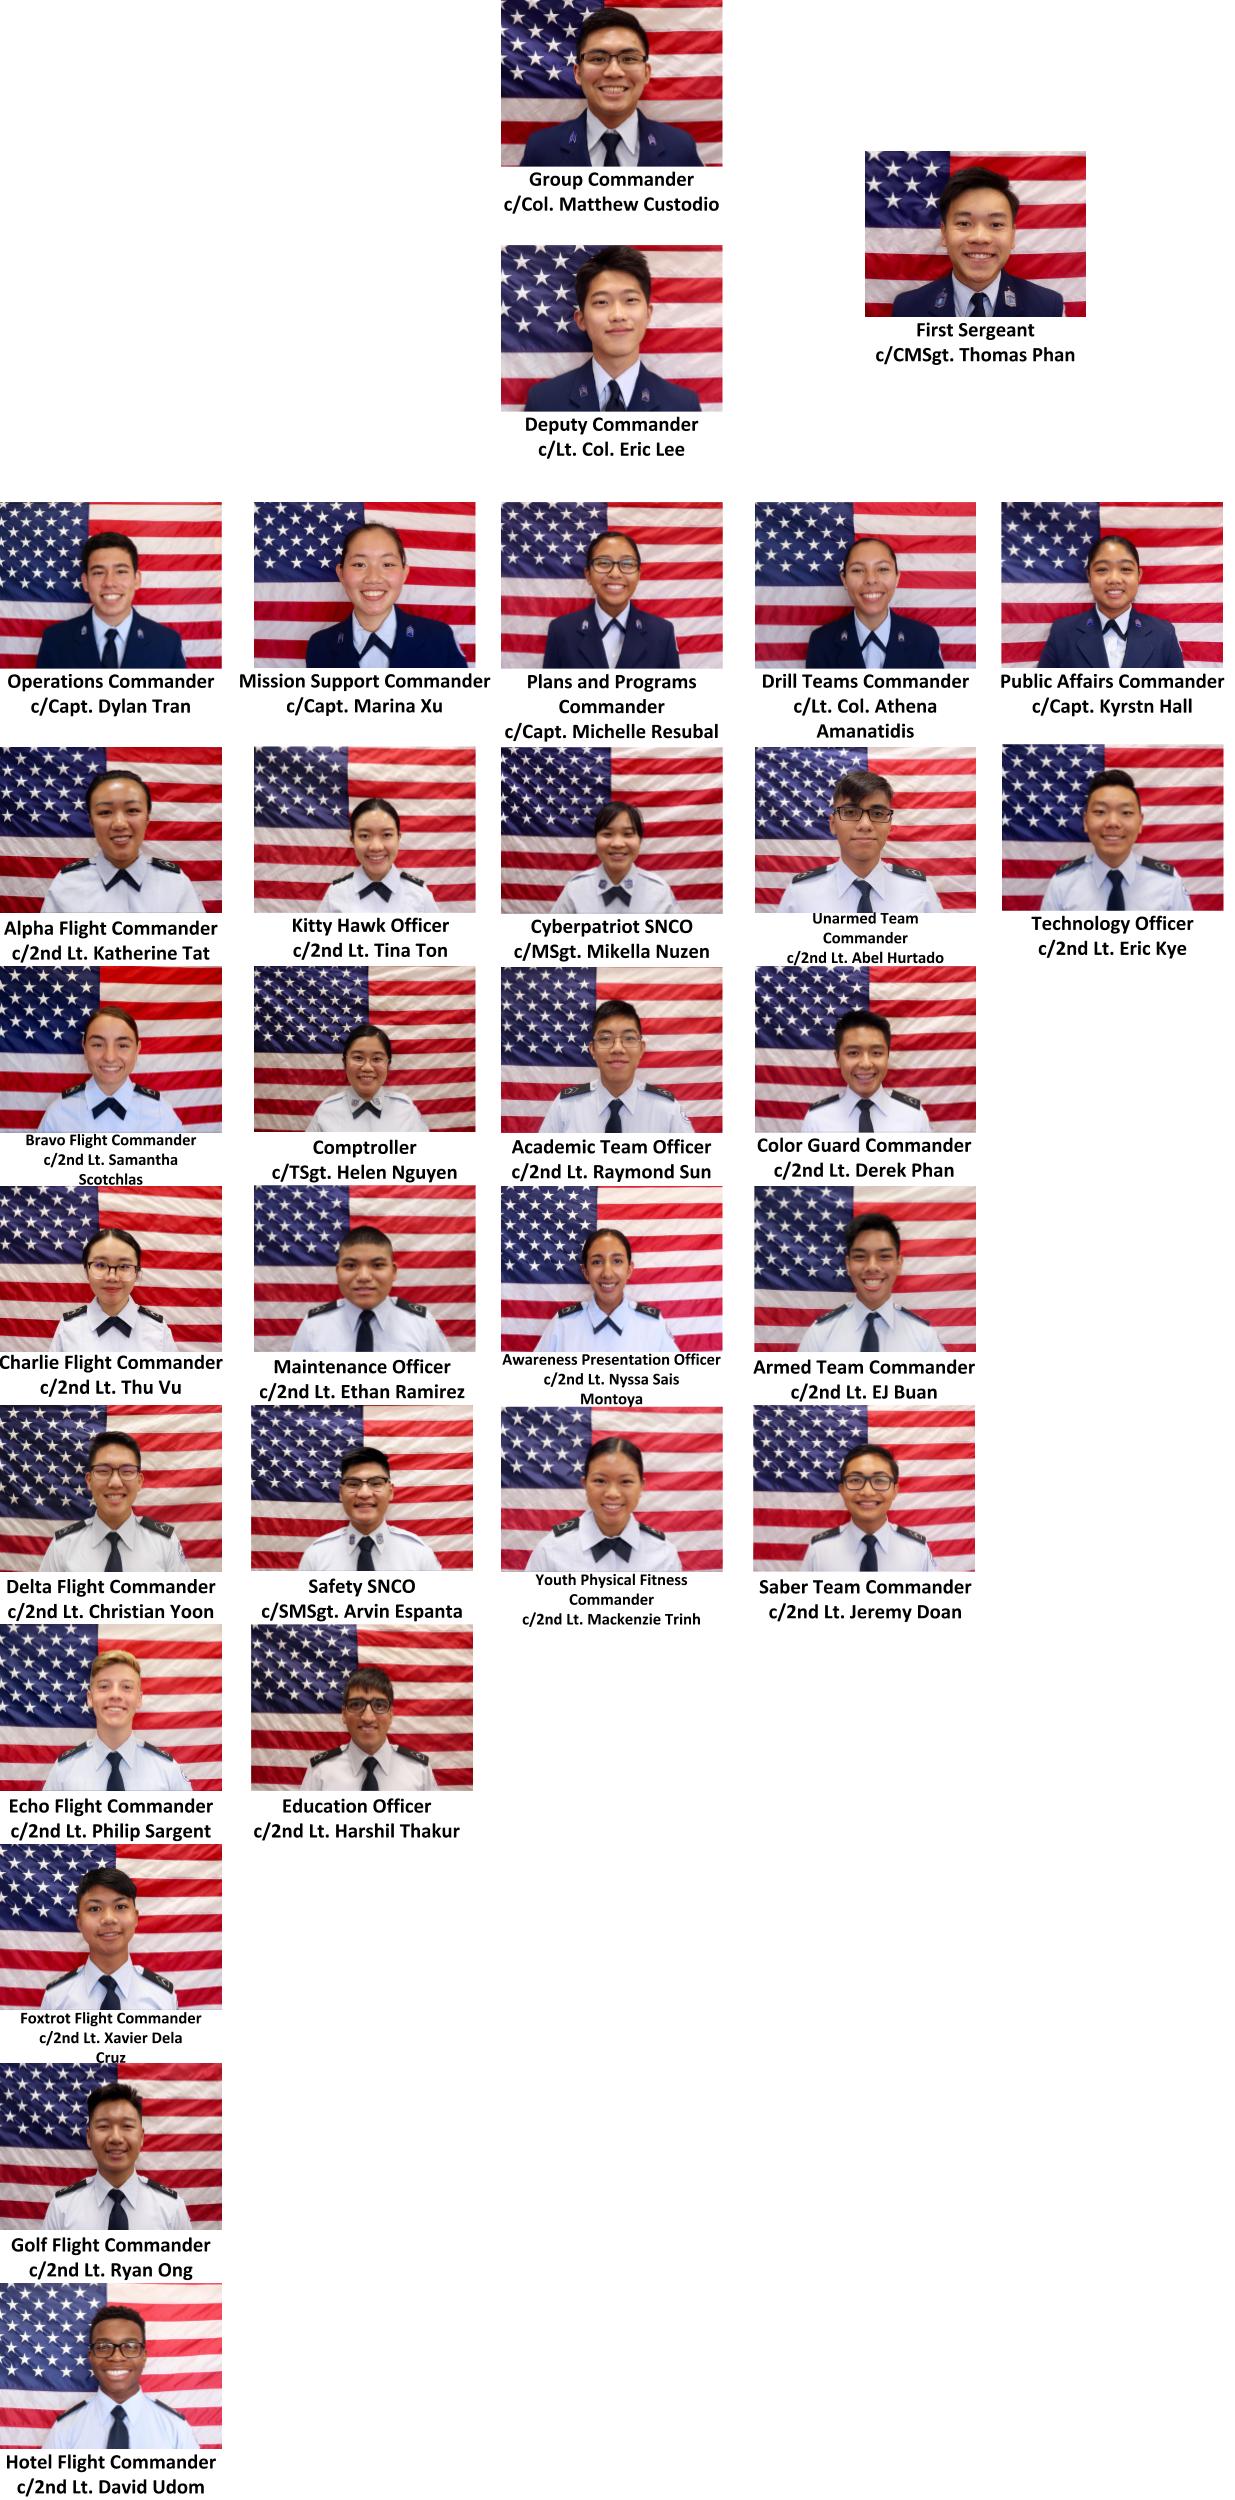 Group Commander
c/Col. Matthew Custodio
First Sergeant
c/CMSgt. Thomas Phan
Deputy Commander
c/Lt. Col. Eric Lee
Operations Commander
c/Capt. Dylan Tran
Mission Support Commander
c/Capt. Marina Xu
Plans and Programs
Commander
c/Capt. Michelle Resubal
Drill Teams Commander
c/Lt. Col. Athena
Amanatidis
Public Affairs Commander
c/Capt. Kyrstn Hall
Alpha Flight Commander
c/2nd Lt. Katherine Tat
Kitty Hawk Officer
c/2nd Lt. Tina Ton
Cyberpatriot SNCO
c/MSgt. Mikella Nuzen
Unarmed Team
Commander
c/2nd Lt. Abel Hurtado
Technology Officer
c/2nd Lt. Eric Kye
Bravo Flight Commander
c/2nd Lt. Samantha
Scotchlas
Comptroller
c/TSgt. Helen Nguyen
Academic Team Officer
c/2nd Lt. Raymond Sun
Color Guard Commander
c/2nd Lt. Derek Phan
Charlie Flight Commander
c/2nd Lt. Thu Vu
Maintenance Officer
c/2nd Lt. Ethan Ramirez
Awareness Presentation Officer
c/2nd Lt. Nyssa Sais
Montoya
Armed Team Commander
c/2nd Lt. EJ Buan
Delta Flight Commander
c/2nd Lt. Christian Yoon
Safety SNCO
c/SMSgt. Arvin Espanta
Youth Physical Fitness
Commander
c/2nd Lt. Mackenzie Trinh
Saber Team Commander
c/2nd Lt. Jeremy Doan
Echo Flight Commander
c/2nd Lt. Philip Sargent
Education Officer
c/2nd Lt. Harshil Thakur
Foxtrot Flight Commander
c/2nd Lt. Xavier Dela
Cruz
Golf Flight Commander
c/2nd Lt. Ryan Ong
Hotel Flight Commander
c/2nd Lt. David Udom